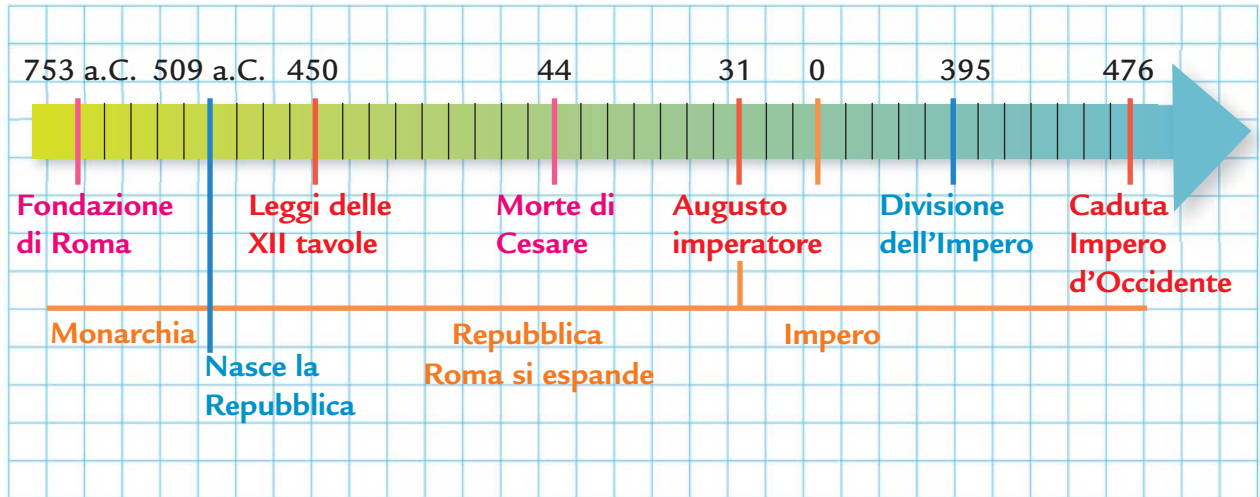 753 a.C. 509 a.C. 450 44 31 0 395 476
Fondazione
di Roma
Leggi delle
XII tavole
Morte di
Cesare
Augusto
imperatore
Divisione
dell'Impero
Caduta
Impero
d'Occidente
Monarchia
Nasce la
Repubblica
Repubblica
Roma si espande
Impero